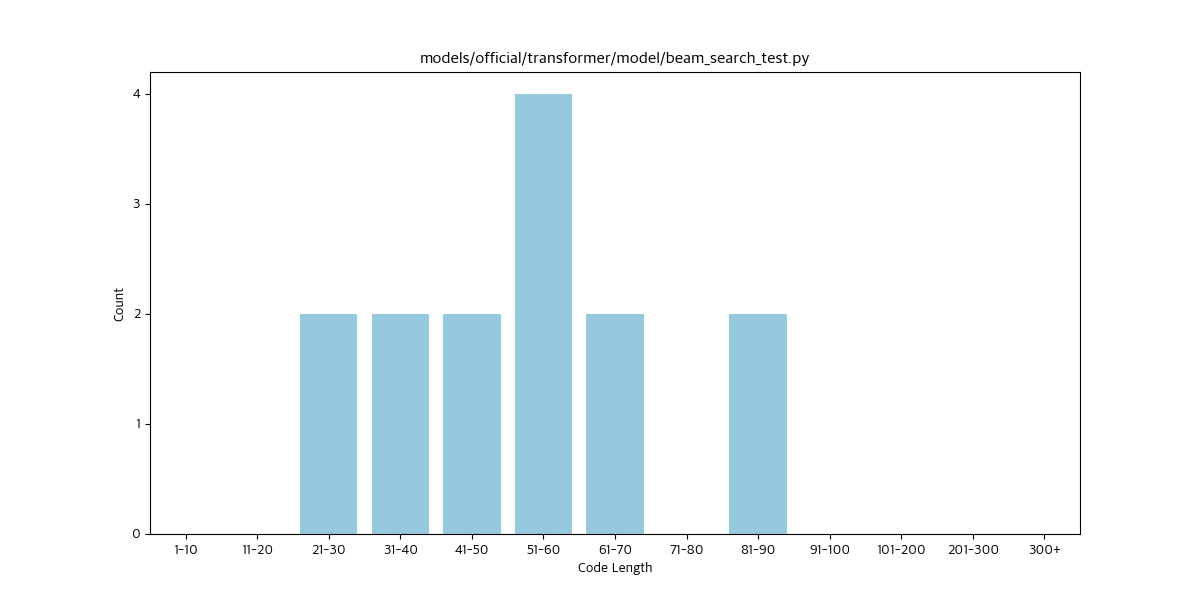 models/official/transformer/model/beam_search_test.py
4
3
2
1
0
Count
1-10 11-20 21-30 31-40 41-50 51-60 61-70 71-80 81-90 91-100 101-200 201-300 300+
Code Length